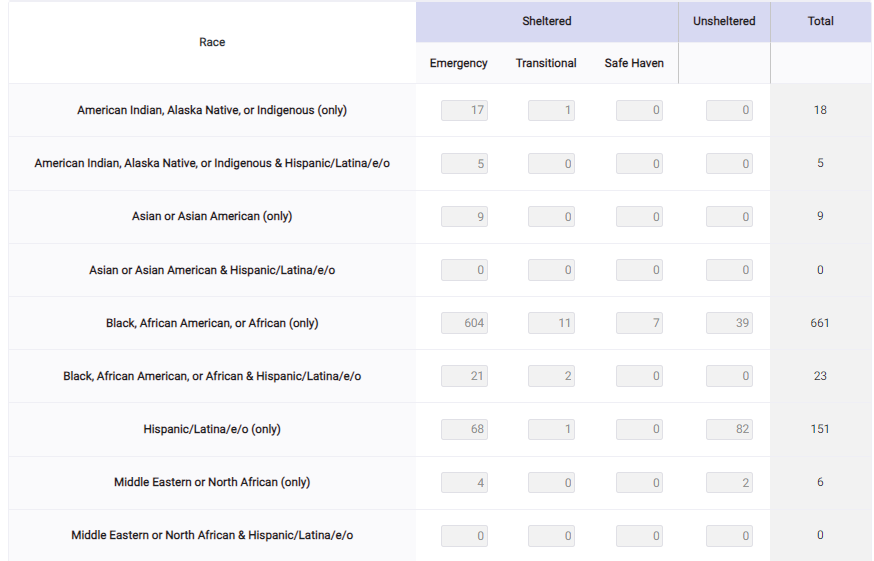 Race Sheltered Unsheltered Total
Emergency Transitional Safe Haven
American Indian, Alaska Native, or Indigenous (only) 17 1 0 0 18
American Indian, Alaska Native, or Indigenous & Hispanic/Latina/e/o 5 0 0 0 5
Asian or Asian American (only) 9 0 0 0 9
Asian or Asian American & Hispanic/Latina/e/o 0 0 0 0 0
Black, African American, or African (only) 604 11 7 39 661
Black, African American, or African & Hispanic/Latina/e/o 21 2 0 0 23
Hispanic/Latina/e/o (only) 68 1 0 82 151
Middle Eastern or North African (only) 4 0 0 2 6
Middle Eastern or North African & Hispanic/Latina/e/o 0 0 0 0 0